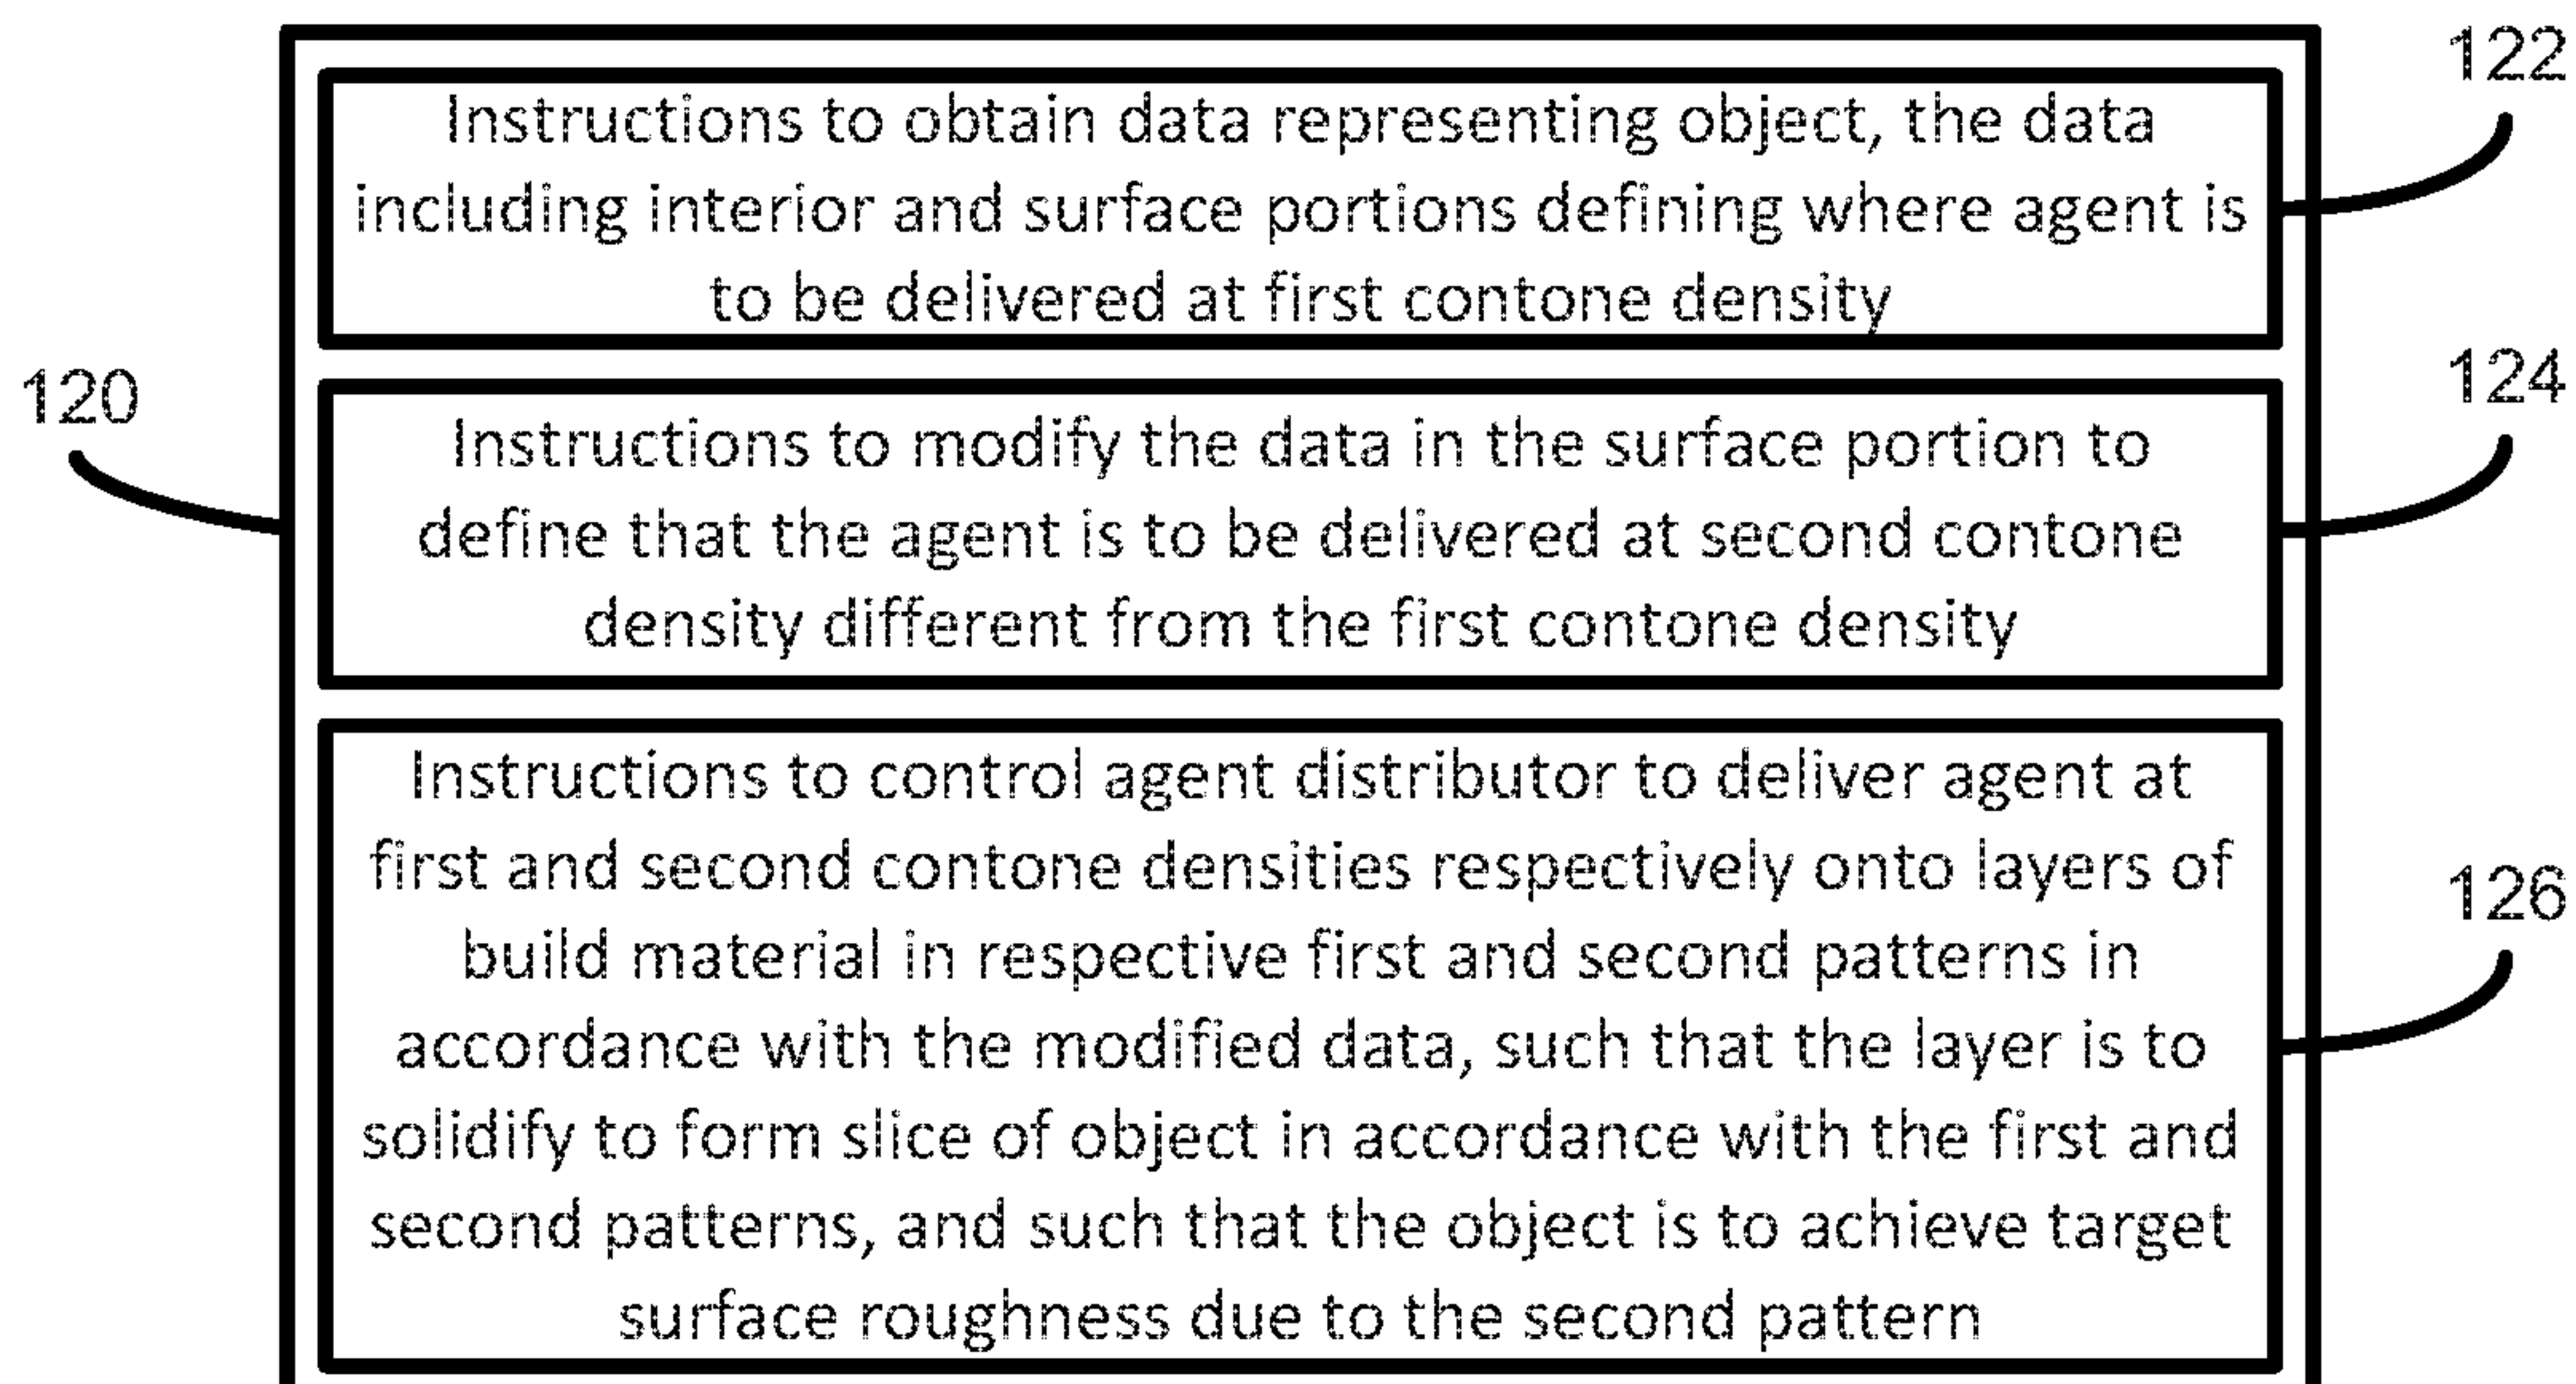 122
Instructions to obtain data representing object, the data
including interior and surface portions defining where agent is
to be delivered at first contone density
120
124
Instructions to modify the data in the surface portion to
define that the agent is to be delivered at second contone
density different from the first contone density
126
Instructions to control agent distributor to deliver agent at
first and second contone densities respectively onto layers of
build material in respective first and second patterns in
accordance with the modified data, such that the layer is to
solidify to form slice of object in accordance with the first and
second patterns, and such that the object is to achieve target
surface roughness due to the second pattern